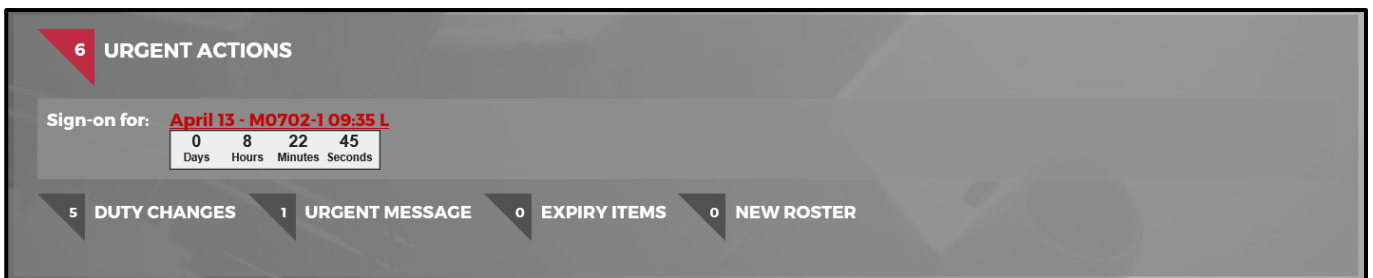 6 URGENT ACTIONS
Sign-on for: April 13 - M0702-1 09:35 L
0 8 22 45
Days Hours Minutes Seconds
5 DUTY CHANGES 1 URGENT MESSAGE 0 EXPIRY ITEMS 0 NEW ROSTER